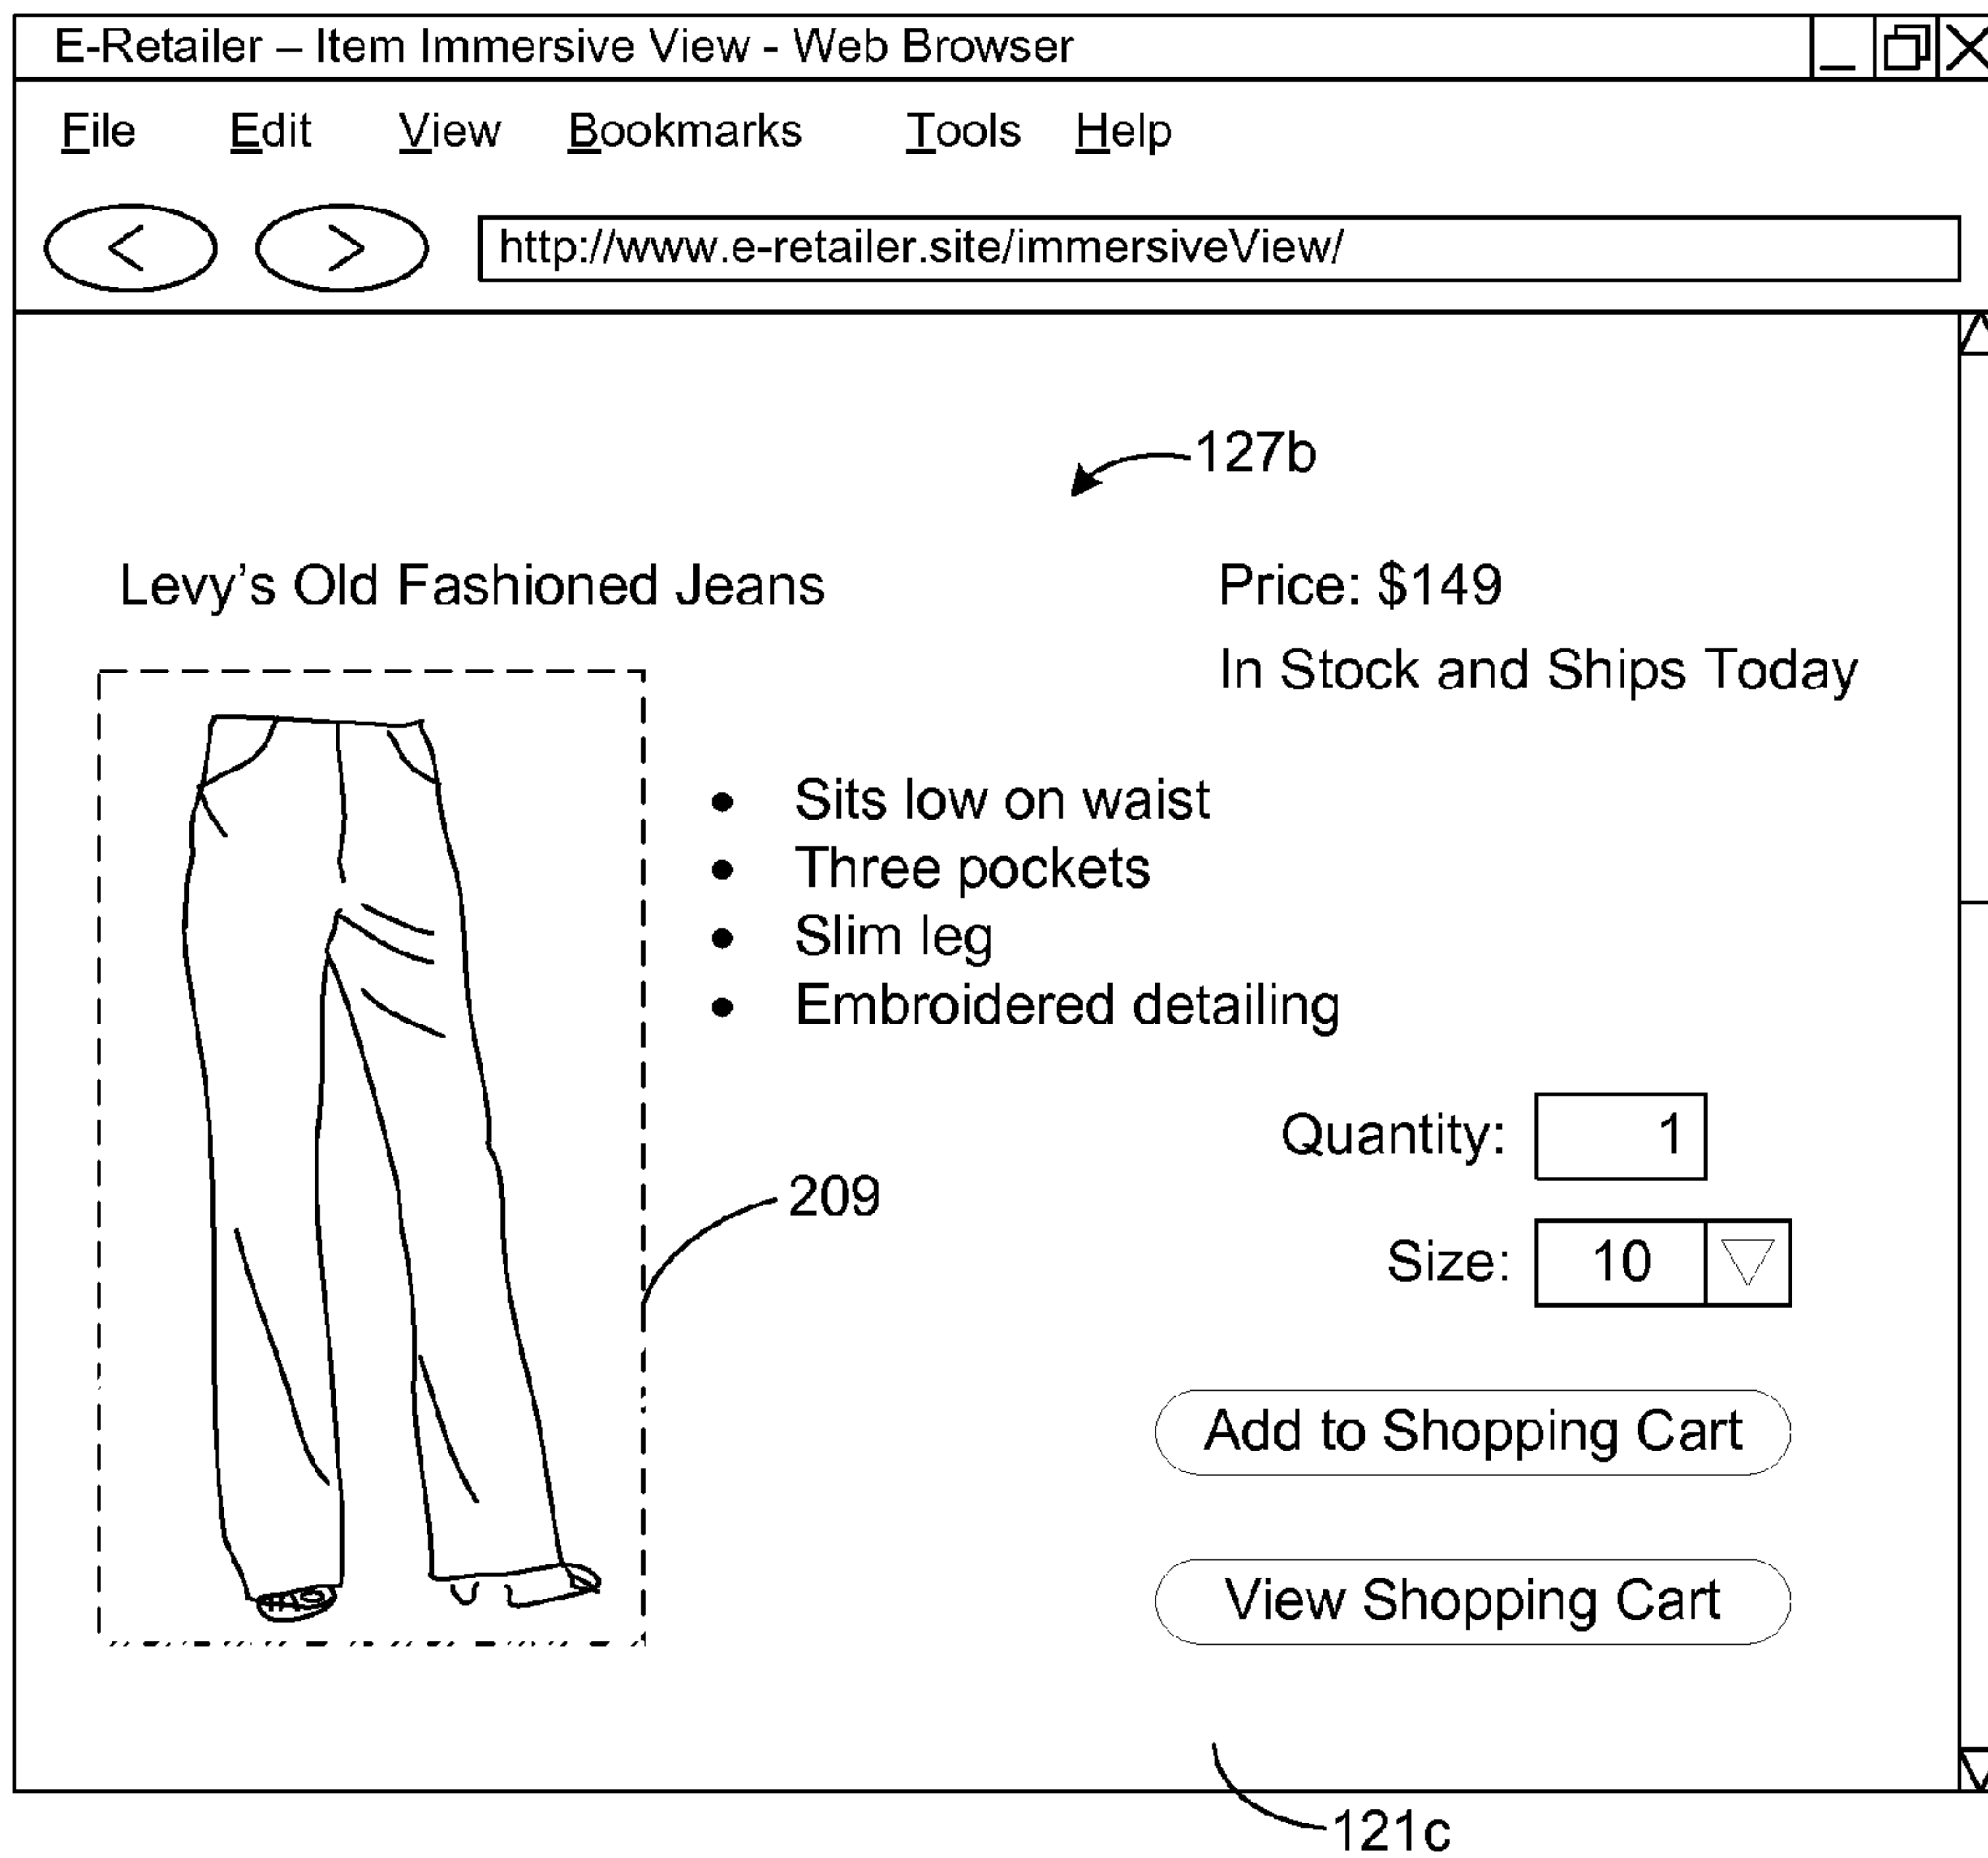 E-Retailer – Item Immersive View - Web Browser
File Edit View Bookmarks Tools Help
< > http://www.e-retailer.site/immersiveView/
127b
Levy's Old Fashioned Jeans
Price: $149
In Stock and Ships Today
• Sits low on waist
• Three pockets
• Slim leg
• Embroidered detailing
Quantity: 1
209
Size: 10
Add to Shopping Cart
View Shopping Cart
121c